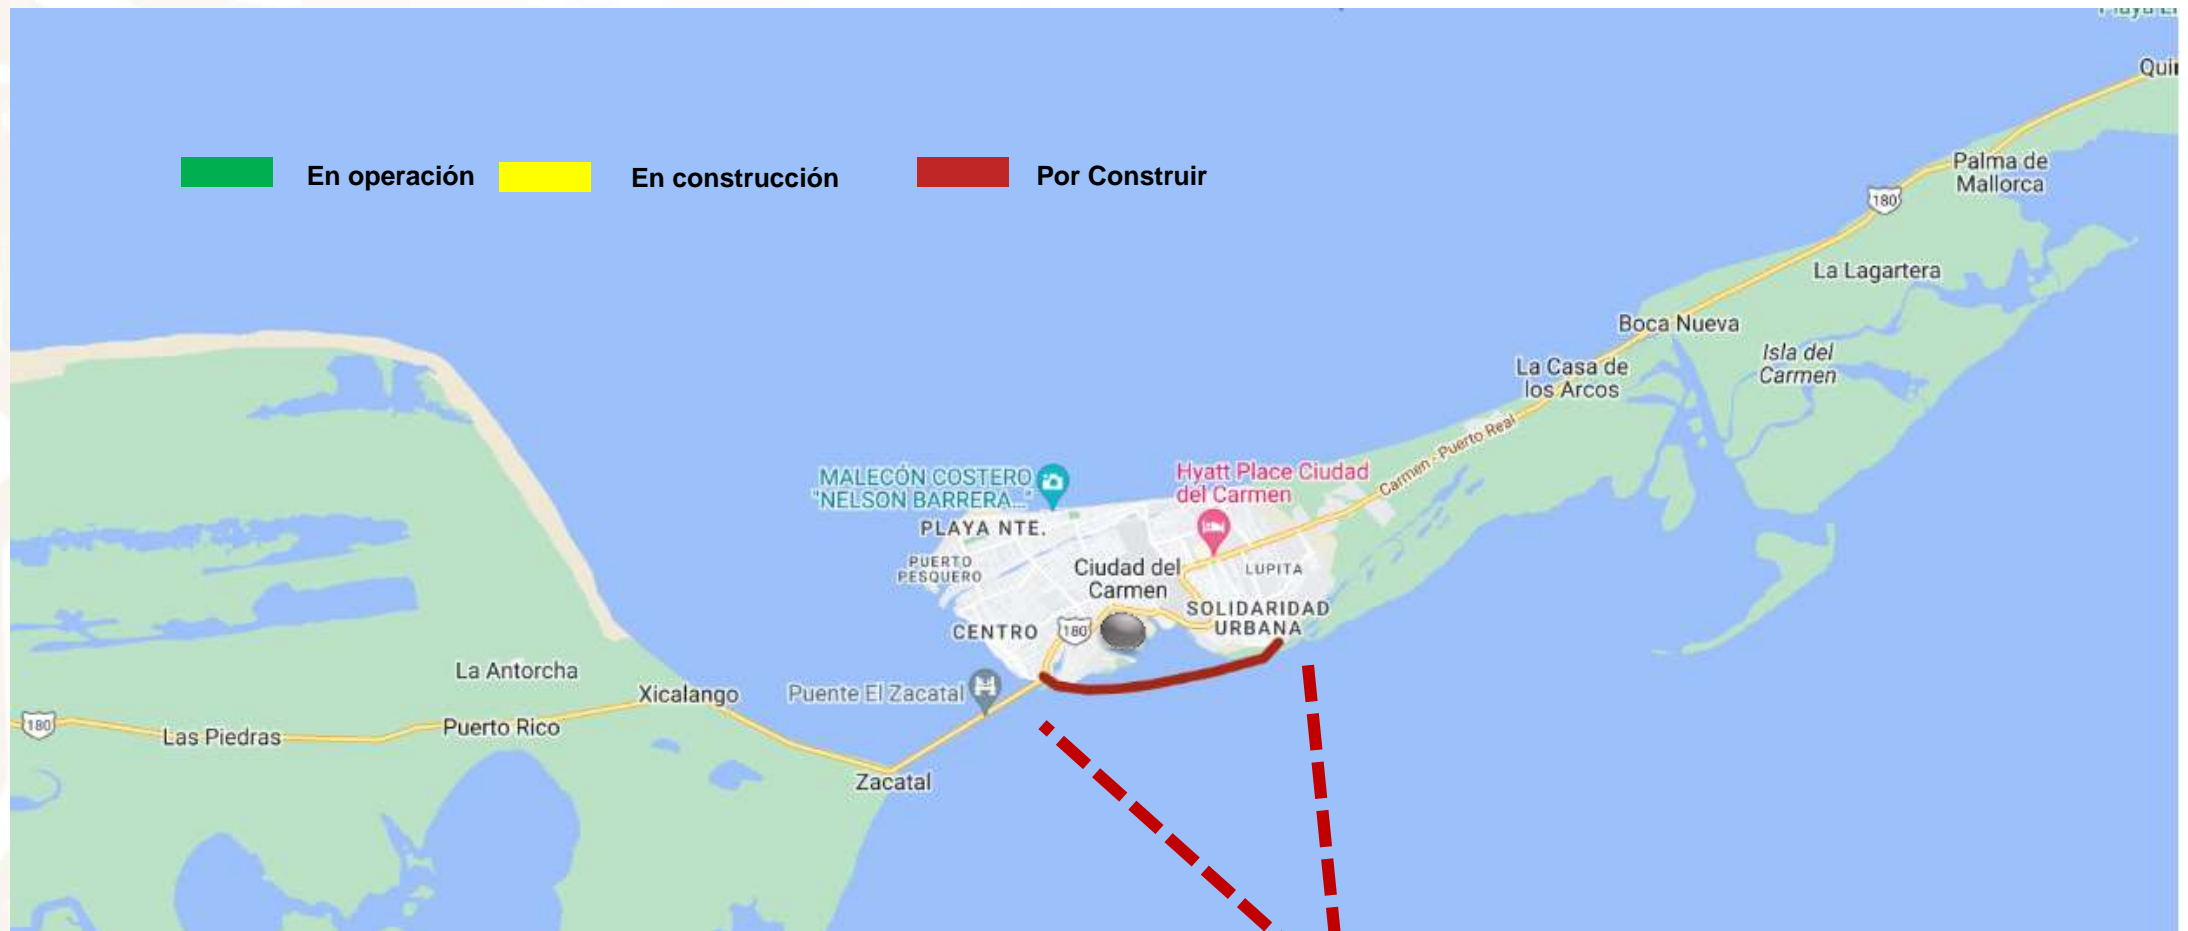 En operación
En construcción
Por Construir
180
Palma de
Mallorca
La Lagartera
Boca Nueva
Isla del
Carmen
La Casa de
los Arcos
Carmen - Puerto Real
MALECÓN COSTERO
"NELSON BARRERA..."
Hyatt Place Ciudad
del Carmen
PLAYA NTE.
PUERTO
PESQUERO
Ciudad del
Carmen
LUPITA
SOLIDARIDAD
URBANA
CENTRO
180
La Antorcha
Xicalango
Puente El Zacatal
180
Las Piedras
Puerto Rico
Zacatal